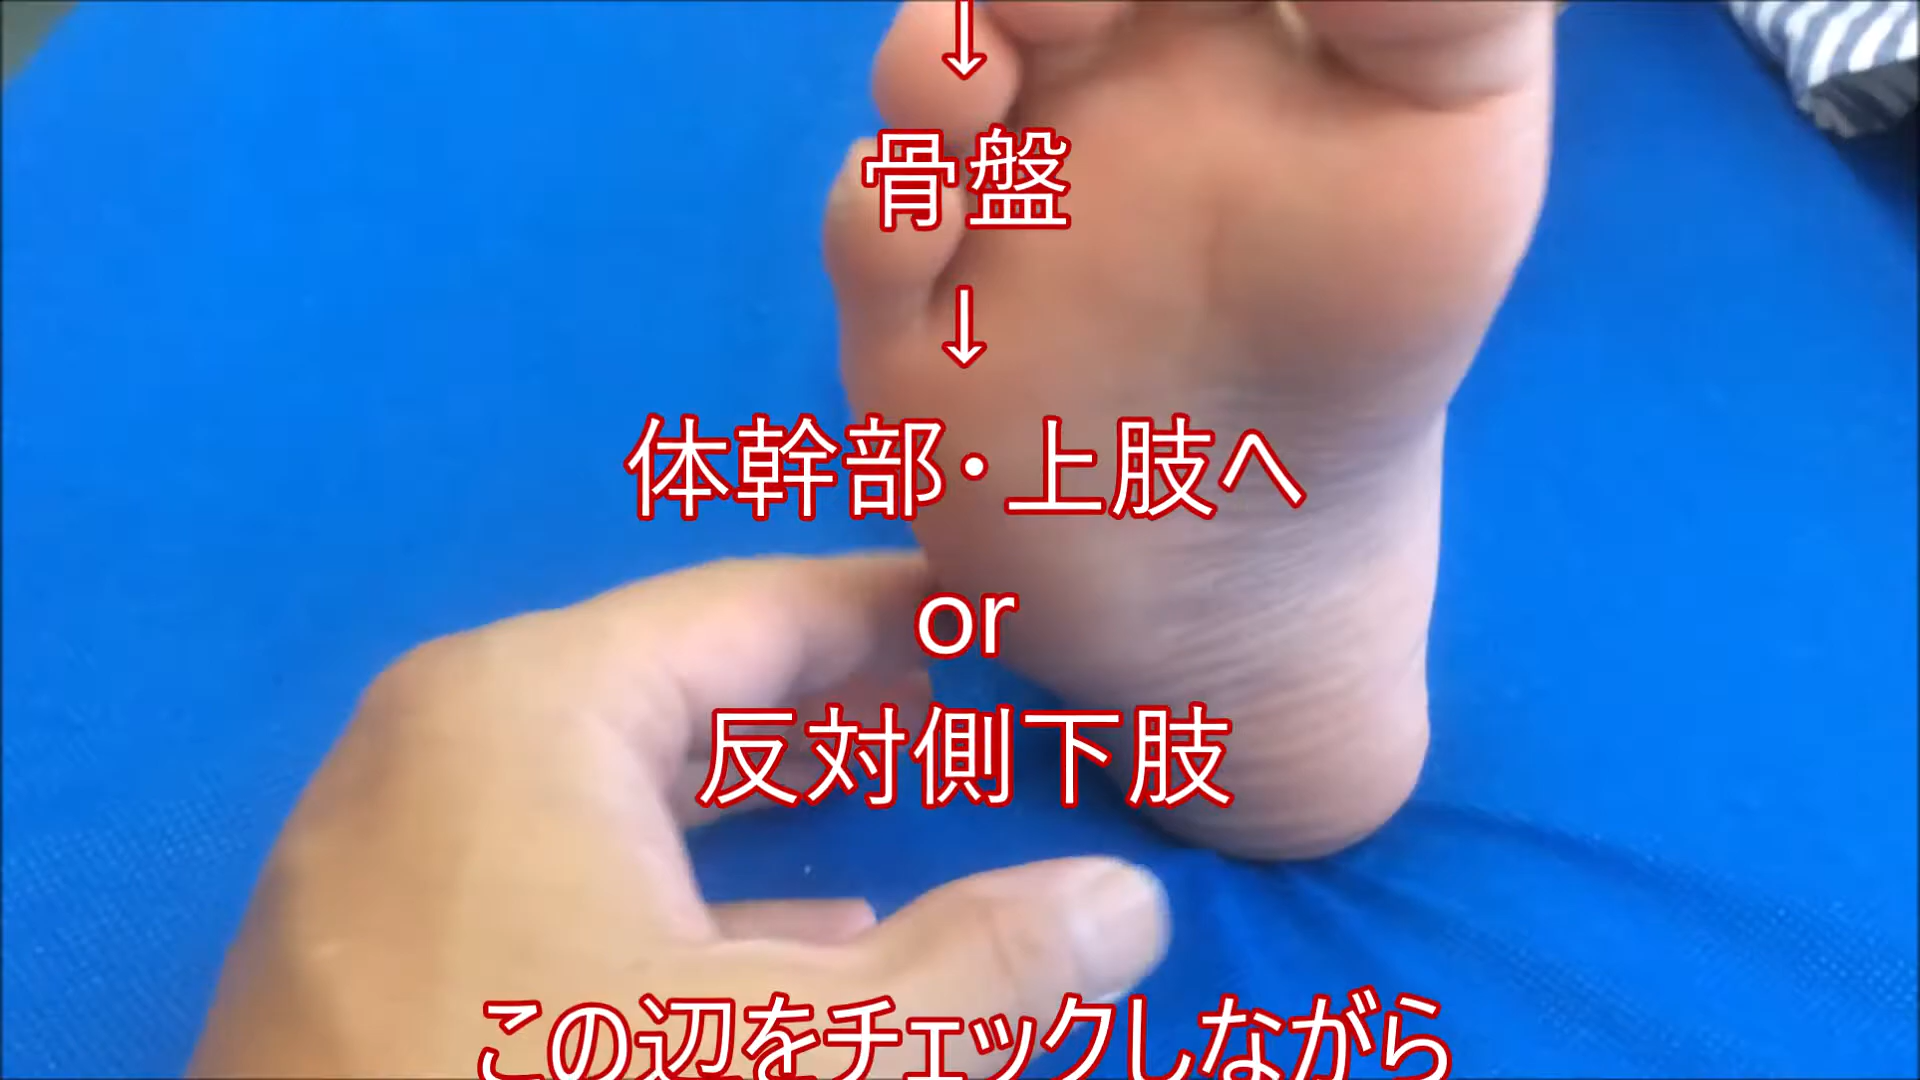 ↓
骨盤
↓
体幹部・上肢へ
or
反対側下肢
この辺をチェックしながら